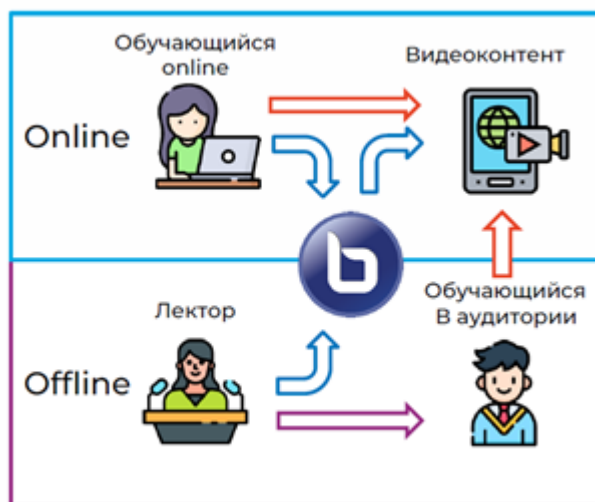 Обучающийся
online
Видеоконтент
Online
Лектор
Обучающийся
В аудитории
Offline